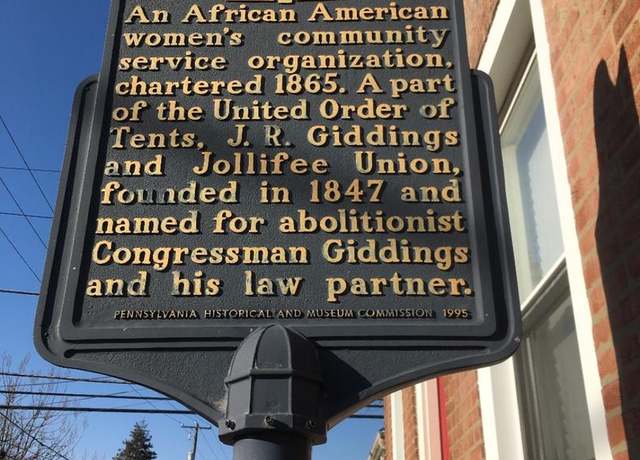 An African American
women's community
service organization,
chartered 1865. A part
of the United Order of
Tents, J. R. Giddings
and Jollifee Union,
founded in 1847 and
named for abolitionist
Congressman Giddings
and his law partner.
PENNSYLVANIA HISTORICAL AND MUSEUM COMMISSION 1995